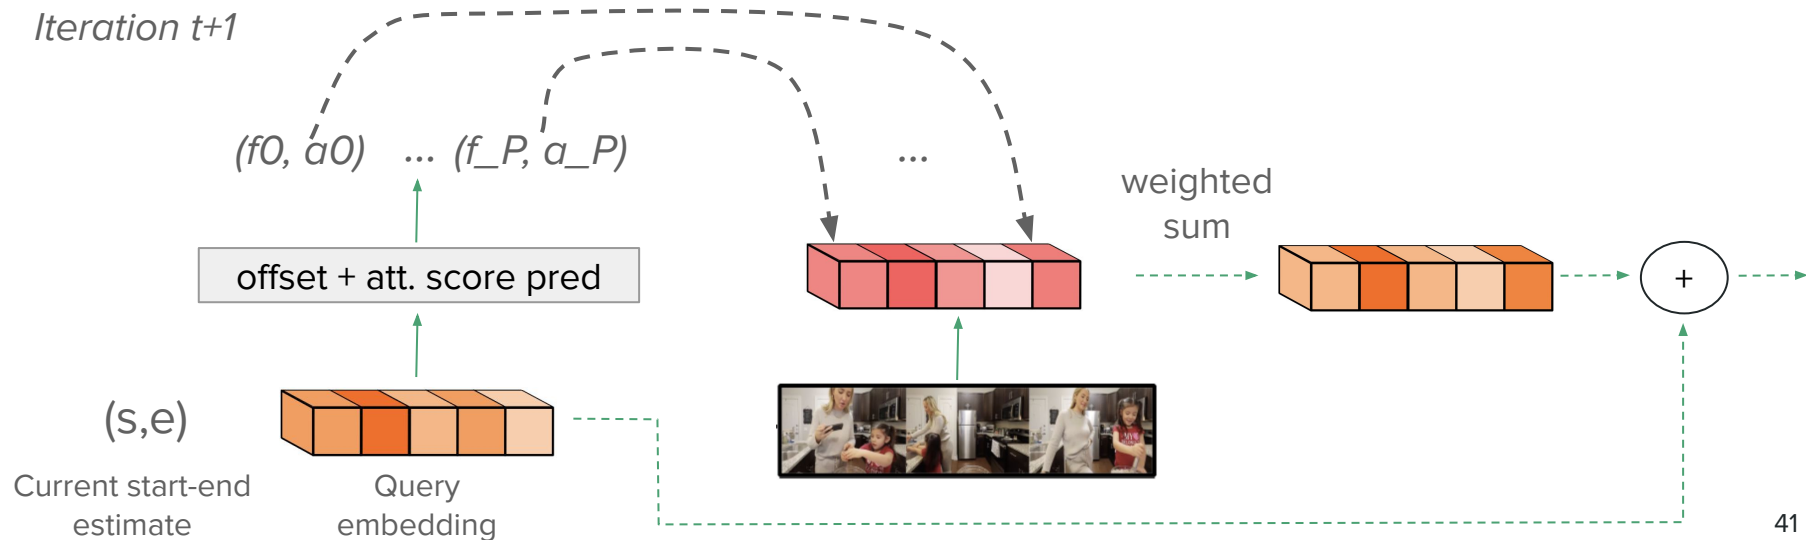 Iteration t+1
(f0, a0) ... (f_P, a_P)
...
weighted
sum
offset + att. score pred
+
(s,e)
Current start-end
estimate
Query
embedding
41